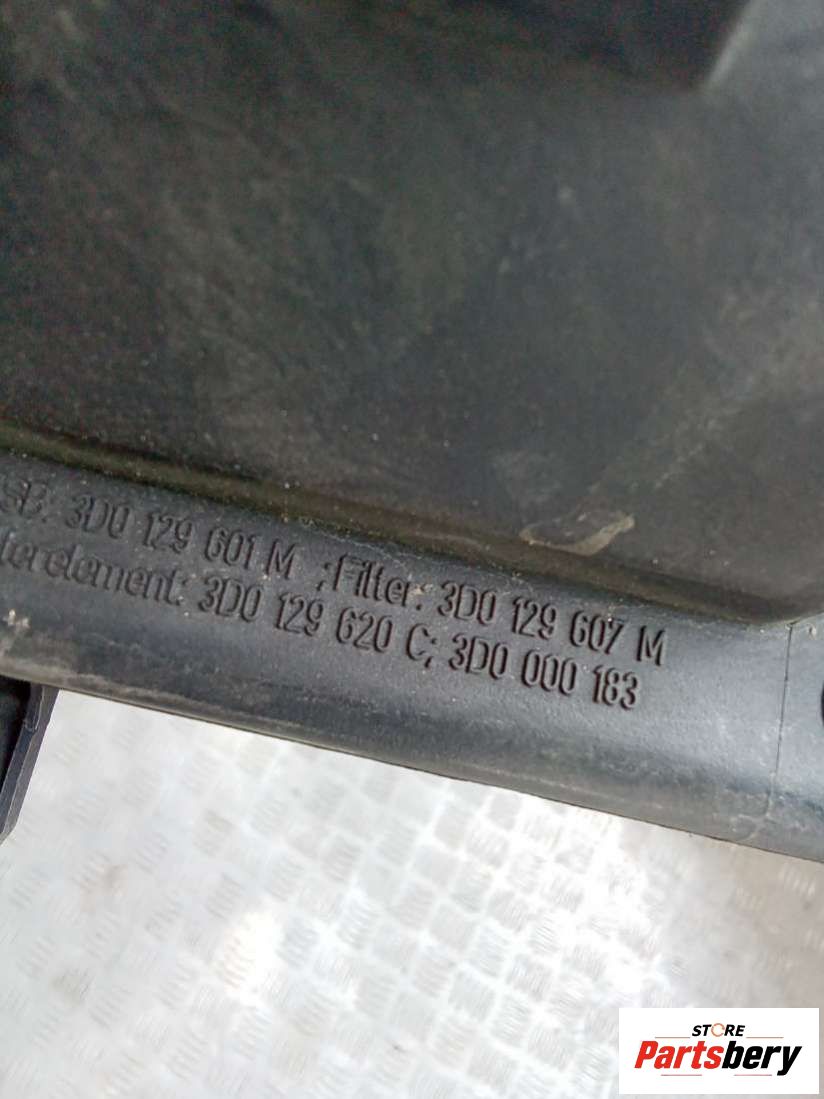 SB: 3D0 129 601 M ;Filter: 3D0 129 607 M
terelement: 3D0 129 620 C; 3D0 000 183
STORE
Partsbery